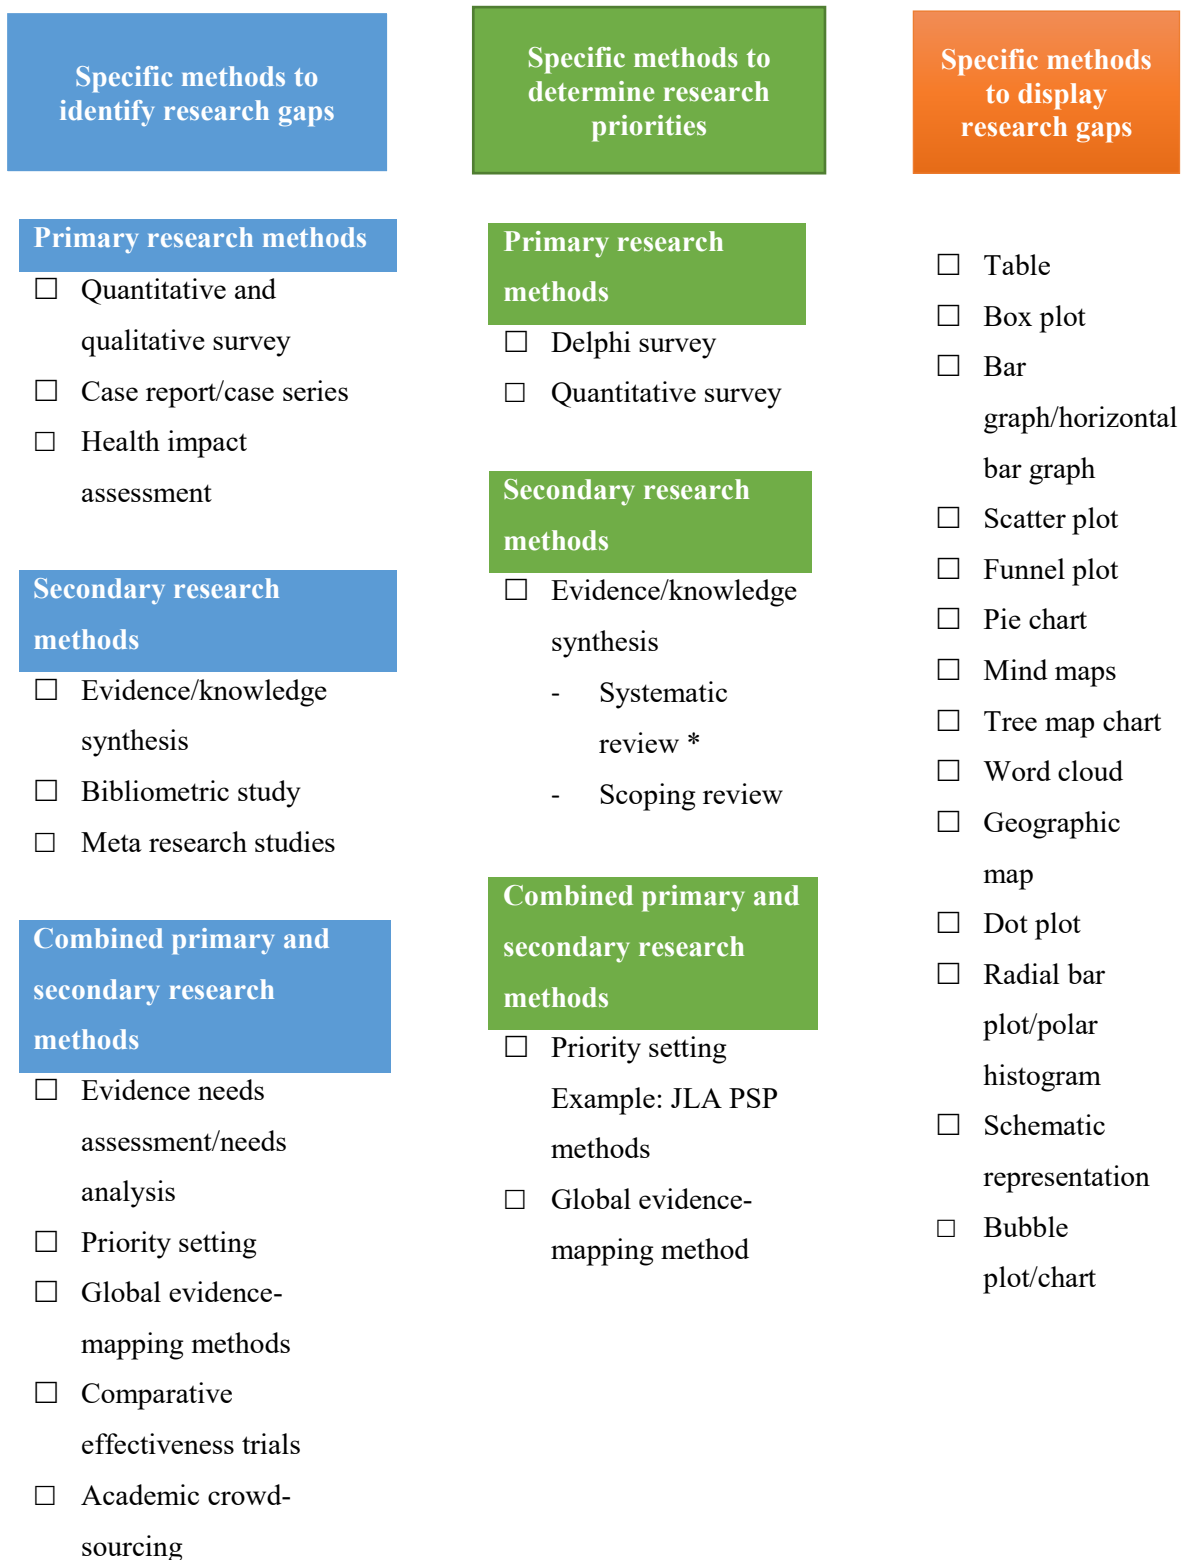 Specific methods to
identify research gaps
Primary research methods
☐ Quantitative and
qualitative survey
☐ Case report/case series
☐ Health impact
assessment
Secondary research
methods
☐ Evidence/knowledge
synthesis
☐ Bibliometric study
☐ Meta research studies
Combined primary and
secondary research
methods
☐ Evidence needs
assessment/needs
analysis
☐ Priority setting
☐ Global evidence-
mapping methods
☐ Comparative
effectiveness trials
☐ Academic crowd-
sourcing
Specific methods to
determine research
priorities
Primary research
methods
☐ Delphi survey
☐ Quantitative survey
Secondary research
methods
☐ Evidence/knowledge
synthesis
- Systematic
review *
- Scoping review
Combined primary and
secondary research
methods
☐ Priority setting
Example: JLA PSP
methods
☐ Global evidence-
mapping method
Specific methods
to display
research gaps
☐ Table
☐ Box plot
☐ Bar
graph/horizontal
bar graph
☐ Scatter plot
☐ Funnel plot
☐ Pie chart
☐ Mind maps
☐ Tree map chart
☐ Word cloud
☐ Geographic
map
☐ Dot plot
☐ Radial bar
plot/polar
histogram
☐ Schematic
representation
☐ Bubble
plot/chart